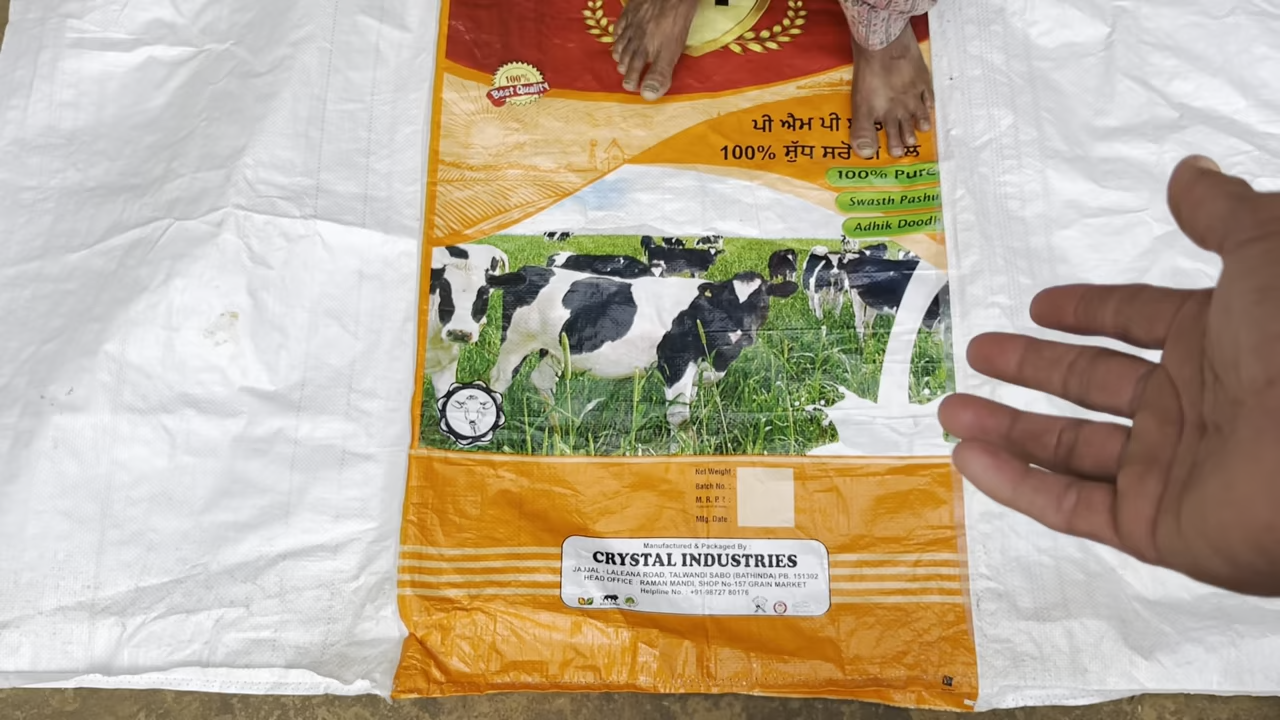 100%
Best Quality
ਪੀ ਐਮ ਪੀ
100% ਸ਼ੁੱਧ ਸਰੋਂ
100% Pure
Swasth Pashu
Adhik Doodh
Net Weight :
Batch No. :
M. R. P. ₹ :
Mfg. Date :
Manufactured & Packaged By :
CRYSTAL INDUSTRIES
JAJJAL - LALEANA ROAD, TALWANDI SABO (BATHINDA) PB. 151302
HEAD OFFICE : RAMAN MANDI, SHOP No-157 GRAIN MARKET
Helpline No. : +91-98727 80176